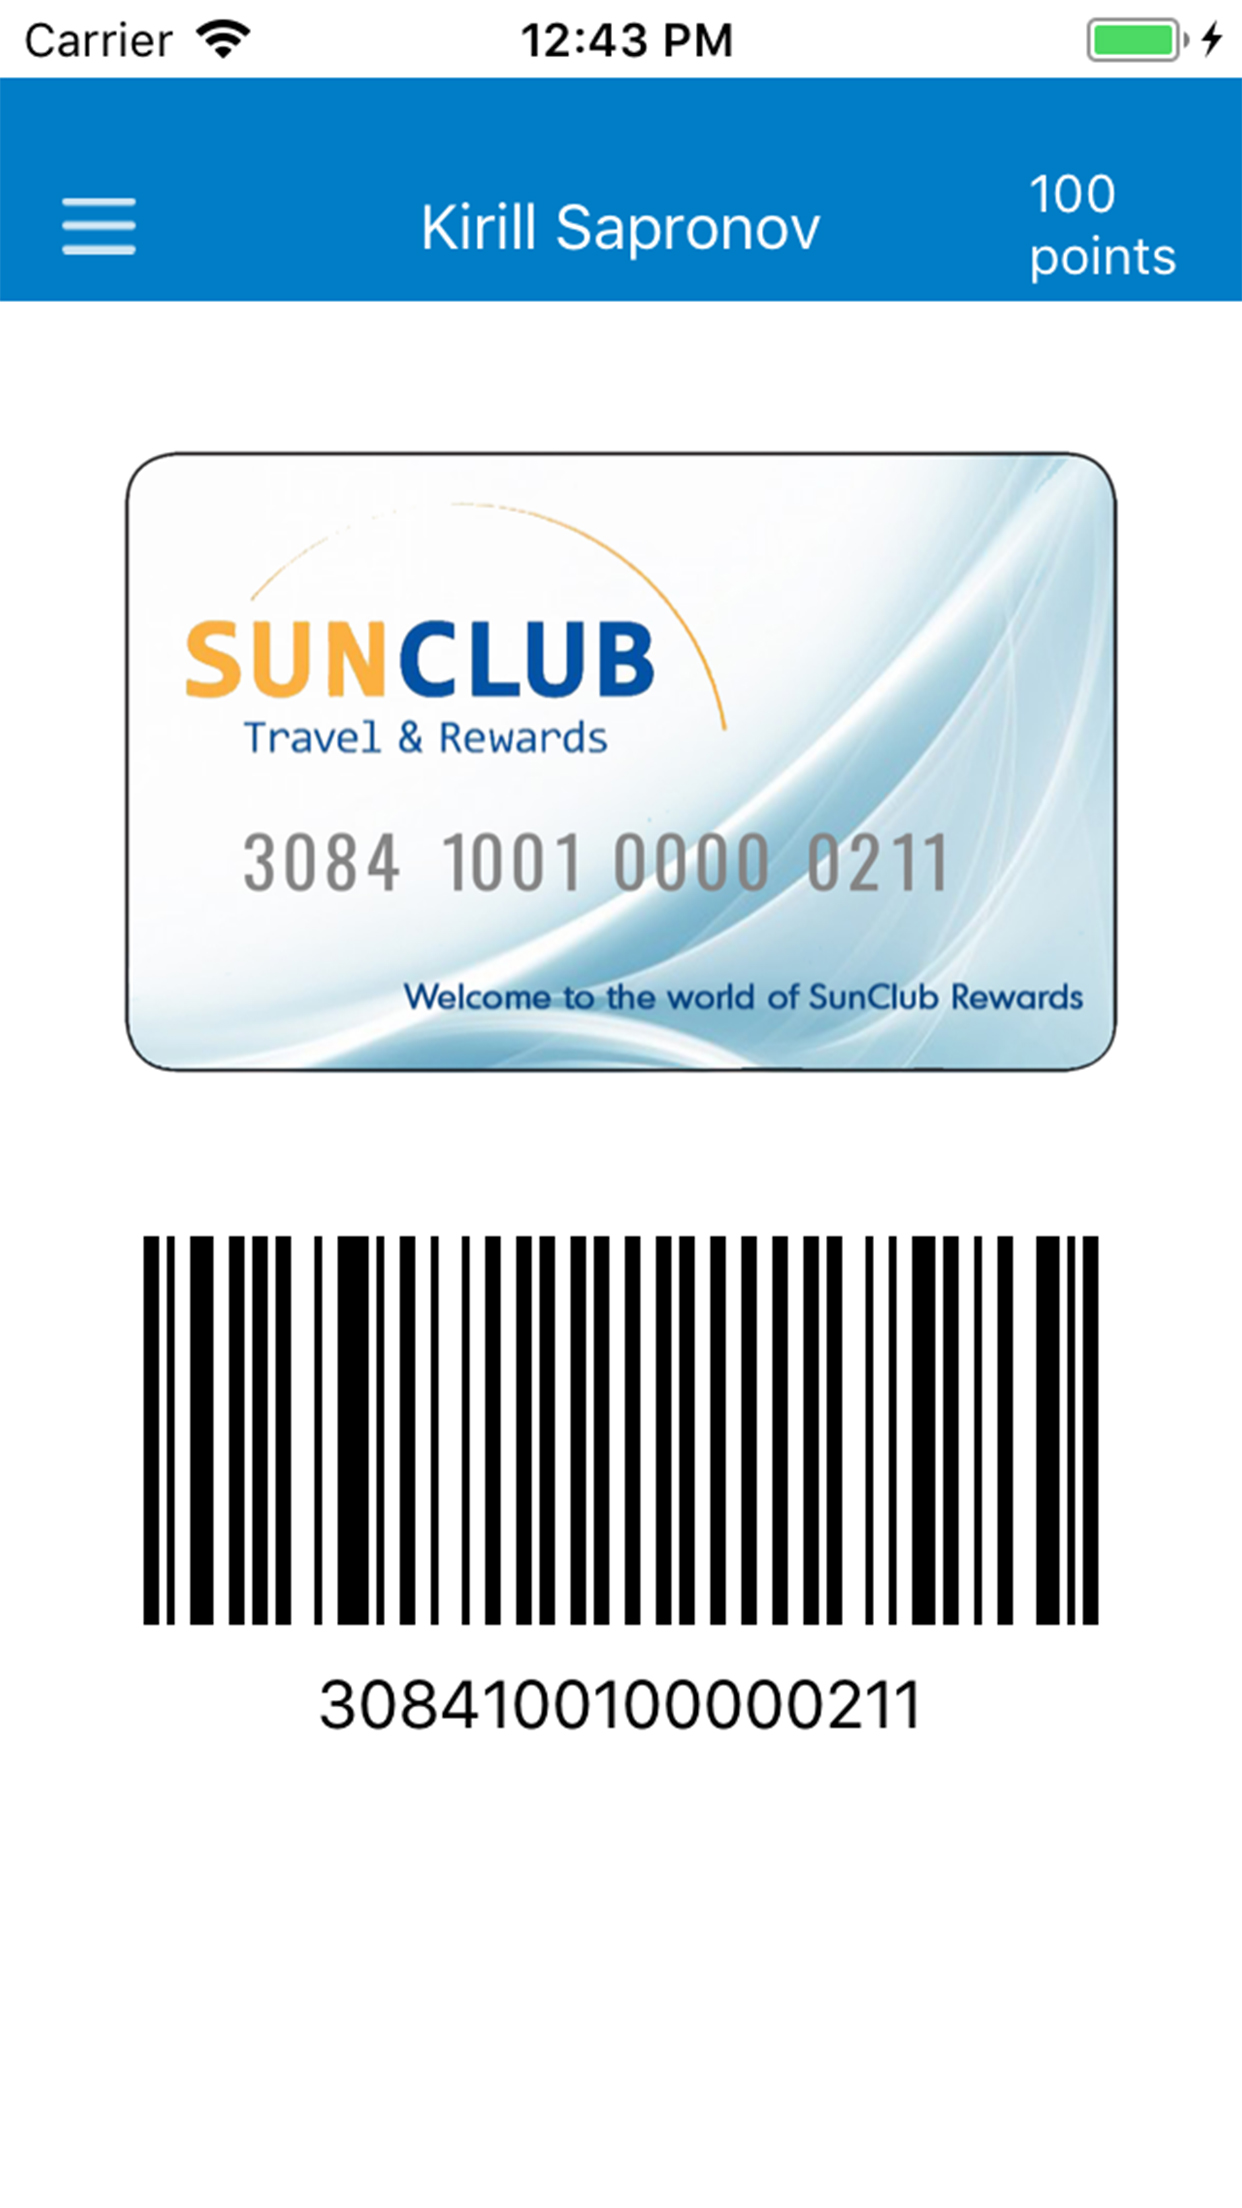 Carrier 12:43 PM
Kirill Sapronov
100
points
SUNCLUB
Travel & Rewards
3084 1001 0000 0211
Welcome to the world of SunClub Rewards
3084100100000211